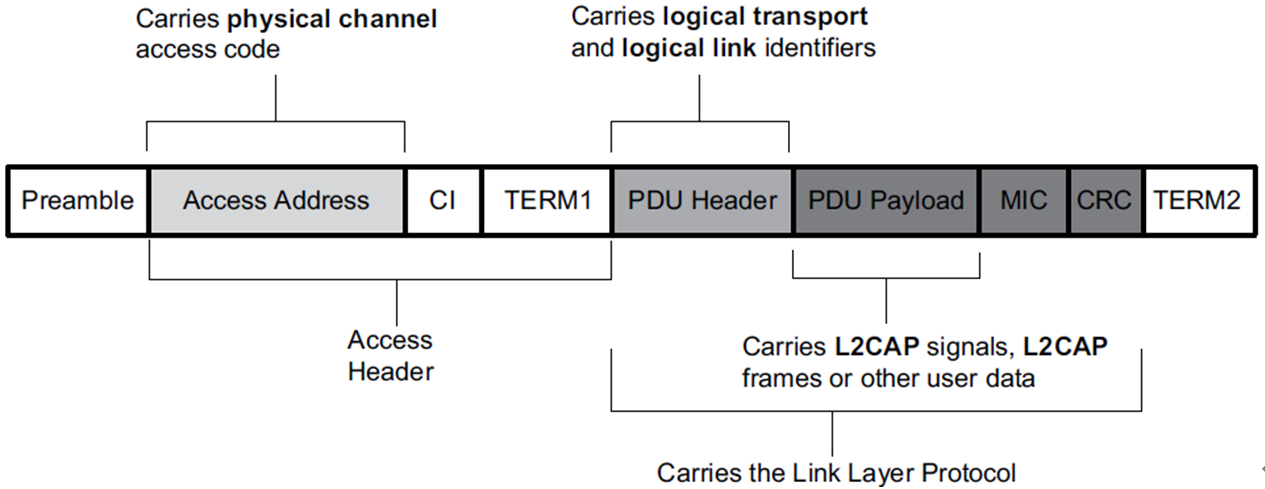 Carries physical channel
access code
Carries logical transport
and logical link identifiers
Preamble Access Address CI TERM1 PDU Header PDU Payload MIC CRC TERM2
Access
Header
Carries L2CAP signals, L2CAP
frames or other user data
Carries the Link Layer Protocol